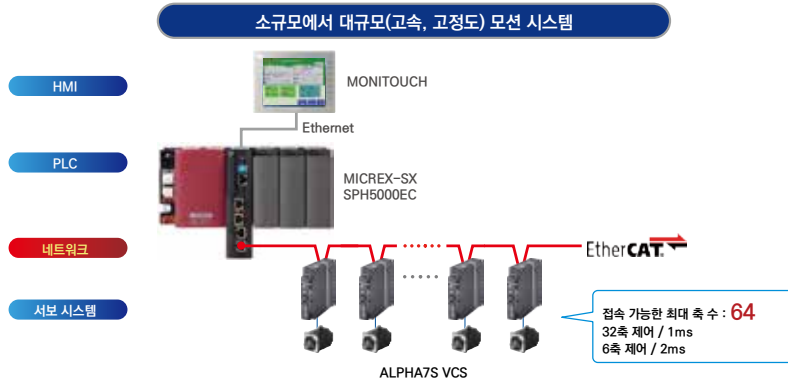 소규모에서 대규모(고속, 고정도) 모션 시스템
HMI
MONITOUCH
Ethernet
PLC
MICREX-SX
SPH5000EC
네트워크
EtherCAT
서보 시스템
접속 가능한 최대 축 수 : 64
32축 제어 / 1ms
6축 제어 / 2ms
ALPHA7S VCS